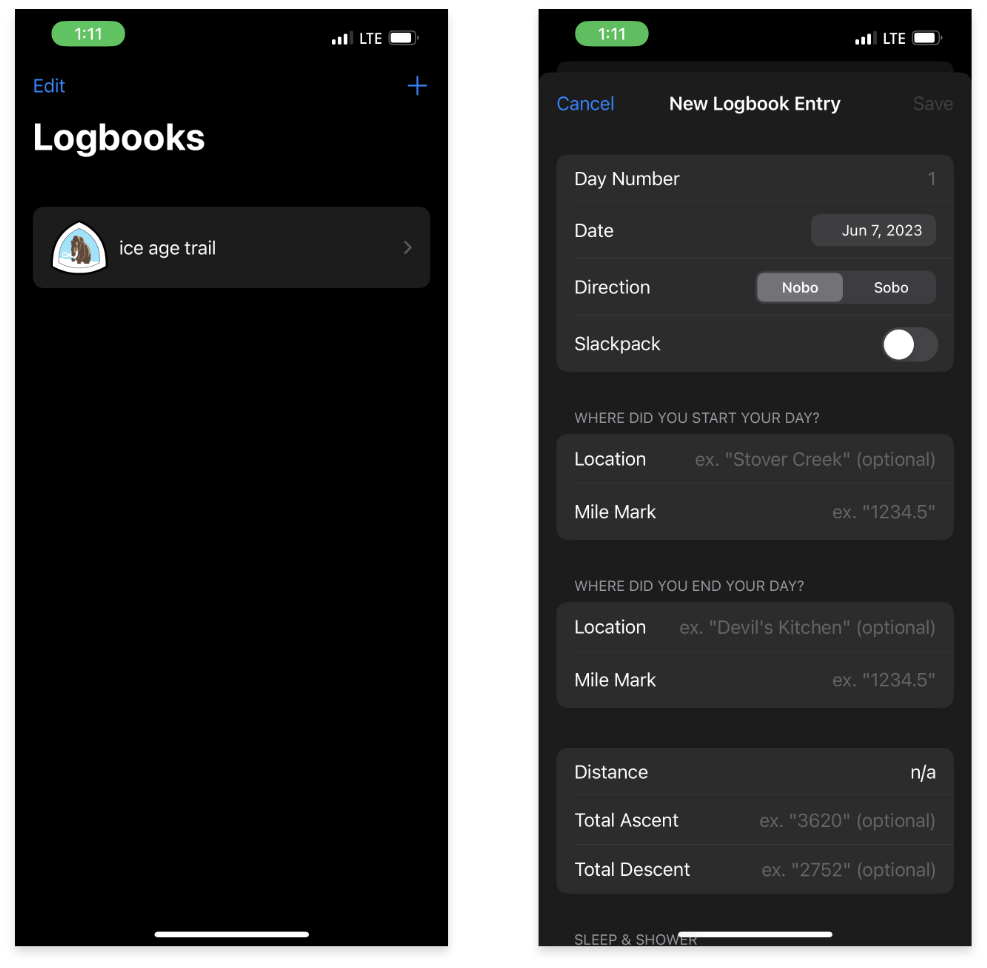 1:11
LTE
Edit
+
Logbooks
ice age trail
1:11
LTE
Cancel New Logbook Entry Save
Day Number 1
Date Jun 7, 2023
Direction Nobo Sobo
Slackpack
WHERE DID YOU START YOUR DAY?
Location ex. "Stover Creek" (optional)
Mile Mark ex. "1234.5"
WHERE DID YOU END YOUR DAY?
Location ex. "Devil's Kitchen" (optional)
Mile Mark ex. "1234.5"
Distance n/a
Total Ascent ex. "3620" (optional)
Total Descent ex. "2752" (optional)
SLEEP & SHOWER